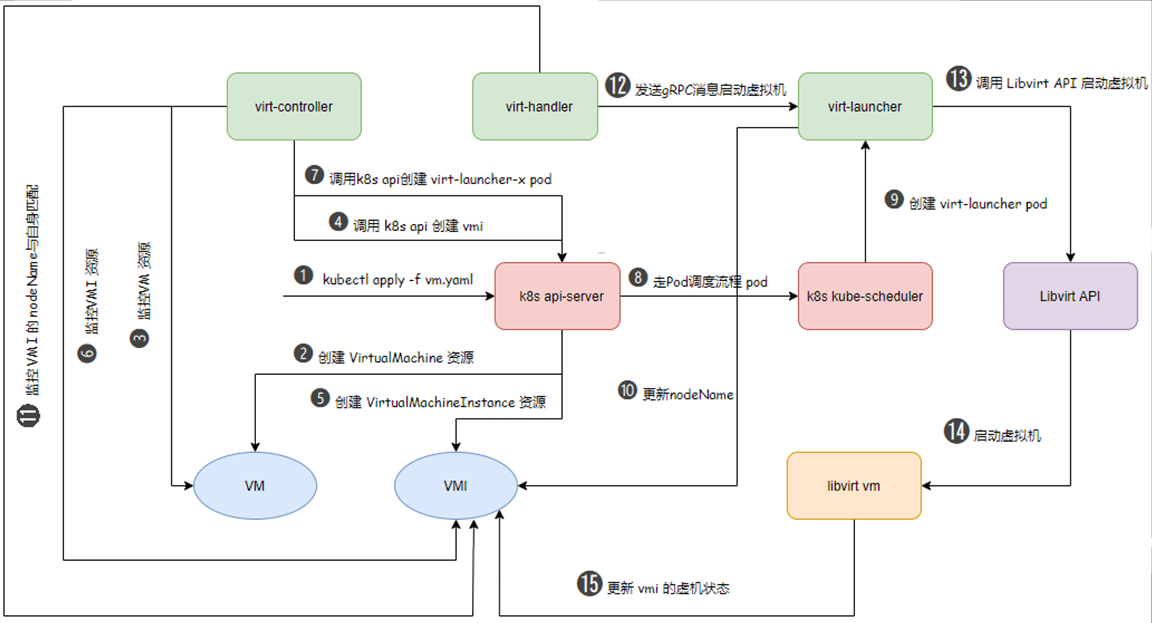 virt-controller
virt-handler
⑫ 发送gRPC消息启动虚拟机
virt-launcher
⑬ 调用 Libvirt API 启动虚拟机
⑦ 调用k8s api创建 virt-launcher-x pod
④ 调用 k8s api 创建 vmi
⑨ 创建 virt-launcher pod
① kubectl apply -f vm.yaml
k8s api-server
⑧ 走Pod调度流程 pod
k8s kube-scheduler
Libvirt API
⑪ 监控 VMI 的 nodeName与自身匹配
⑥ 监控VMI 资源
③ 监控VM 资源
② 创建 VirtualMachine 资源
⑤ 创建 VirtualMachineInstance 资源
⑩ 更新nodeName
⑭ 启动虚拟机
VM
VMI
libvirt vm
⑮ 更新 vmi 的虚机状态